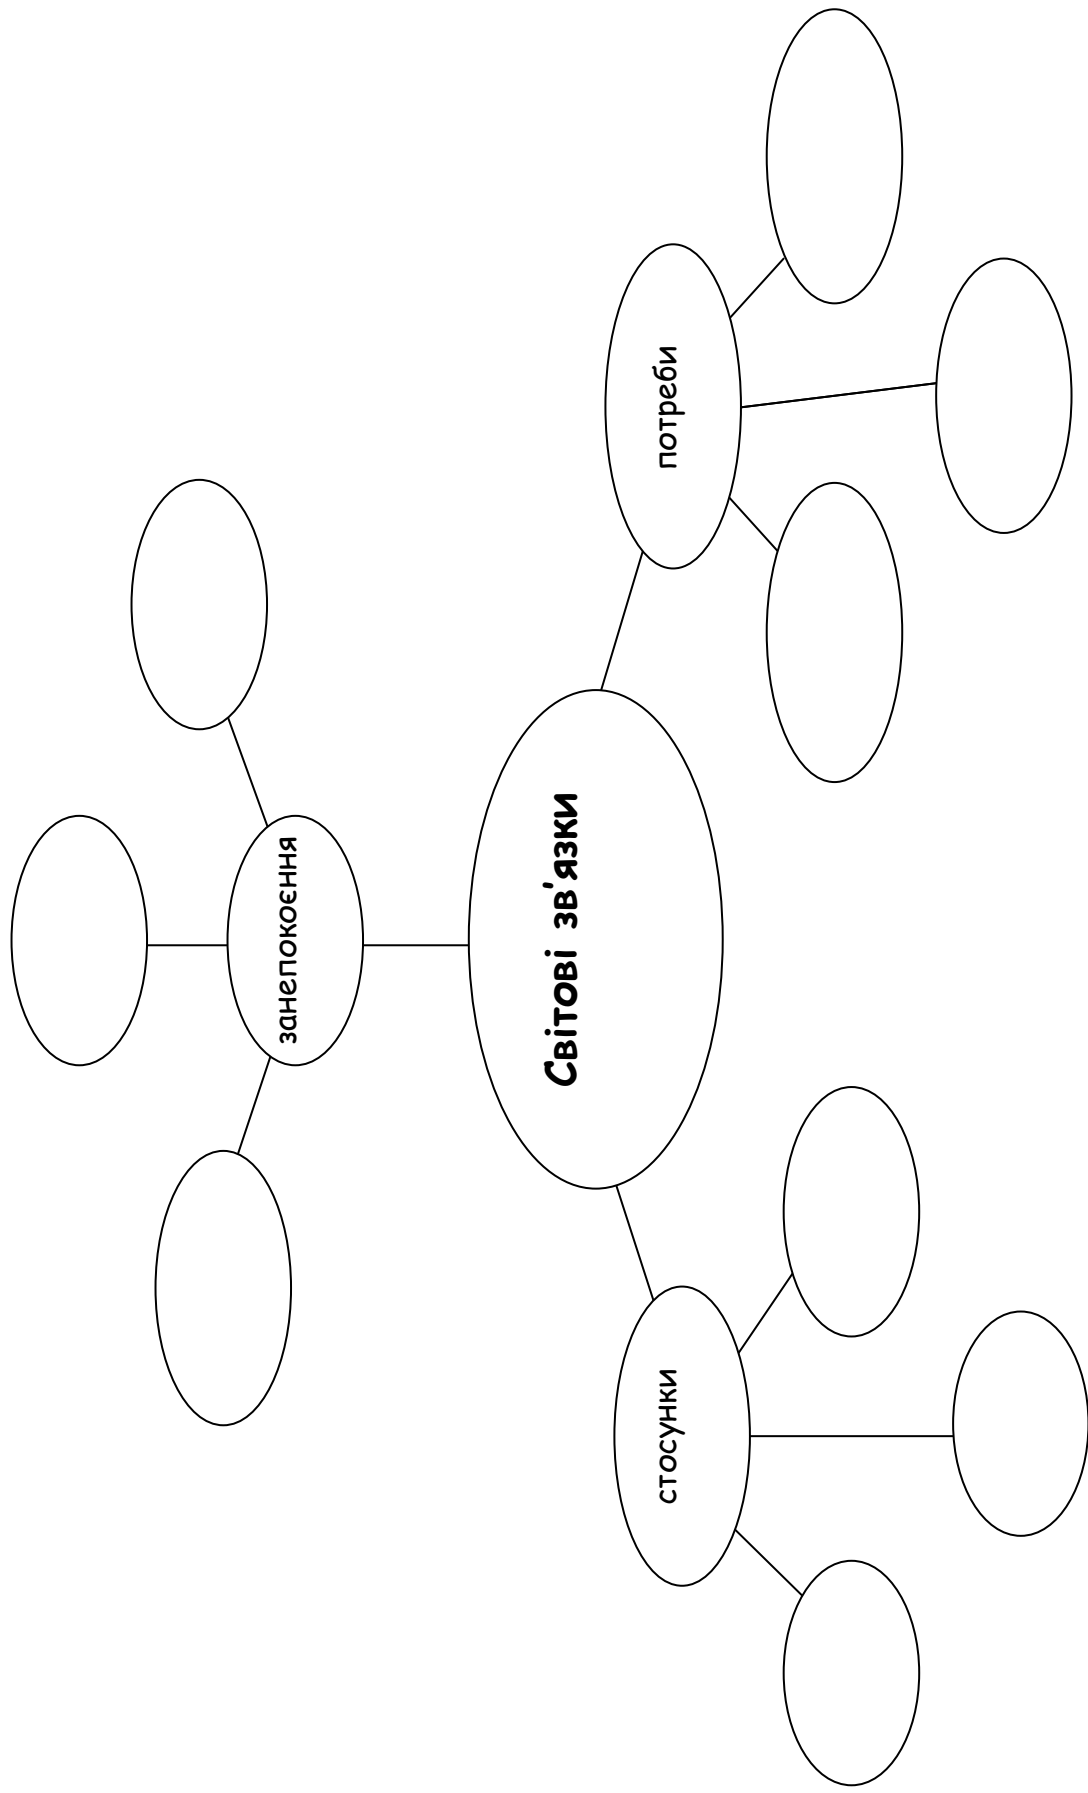 занепокоєння
Світові зв'язки
стосунки
потреби